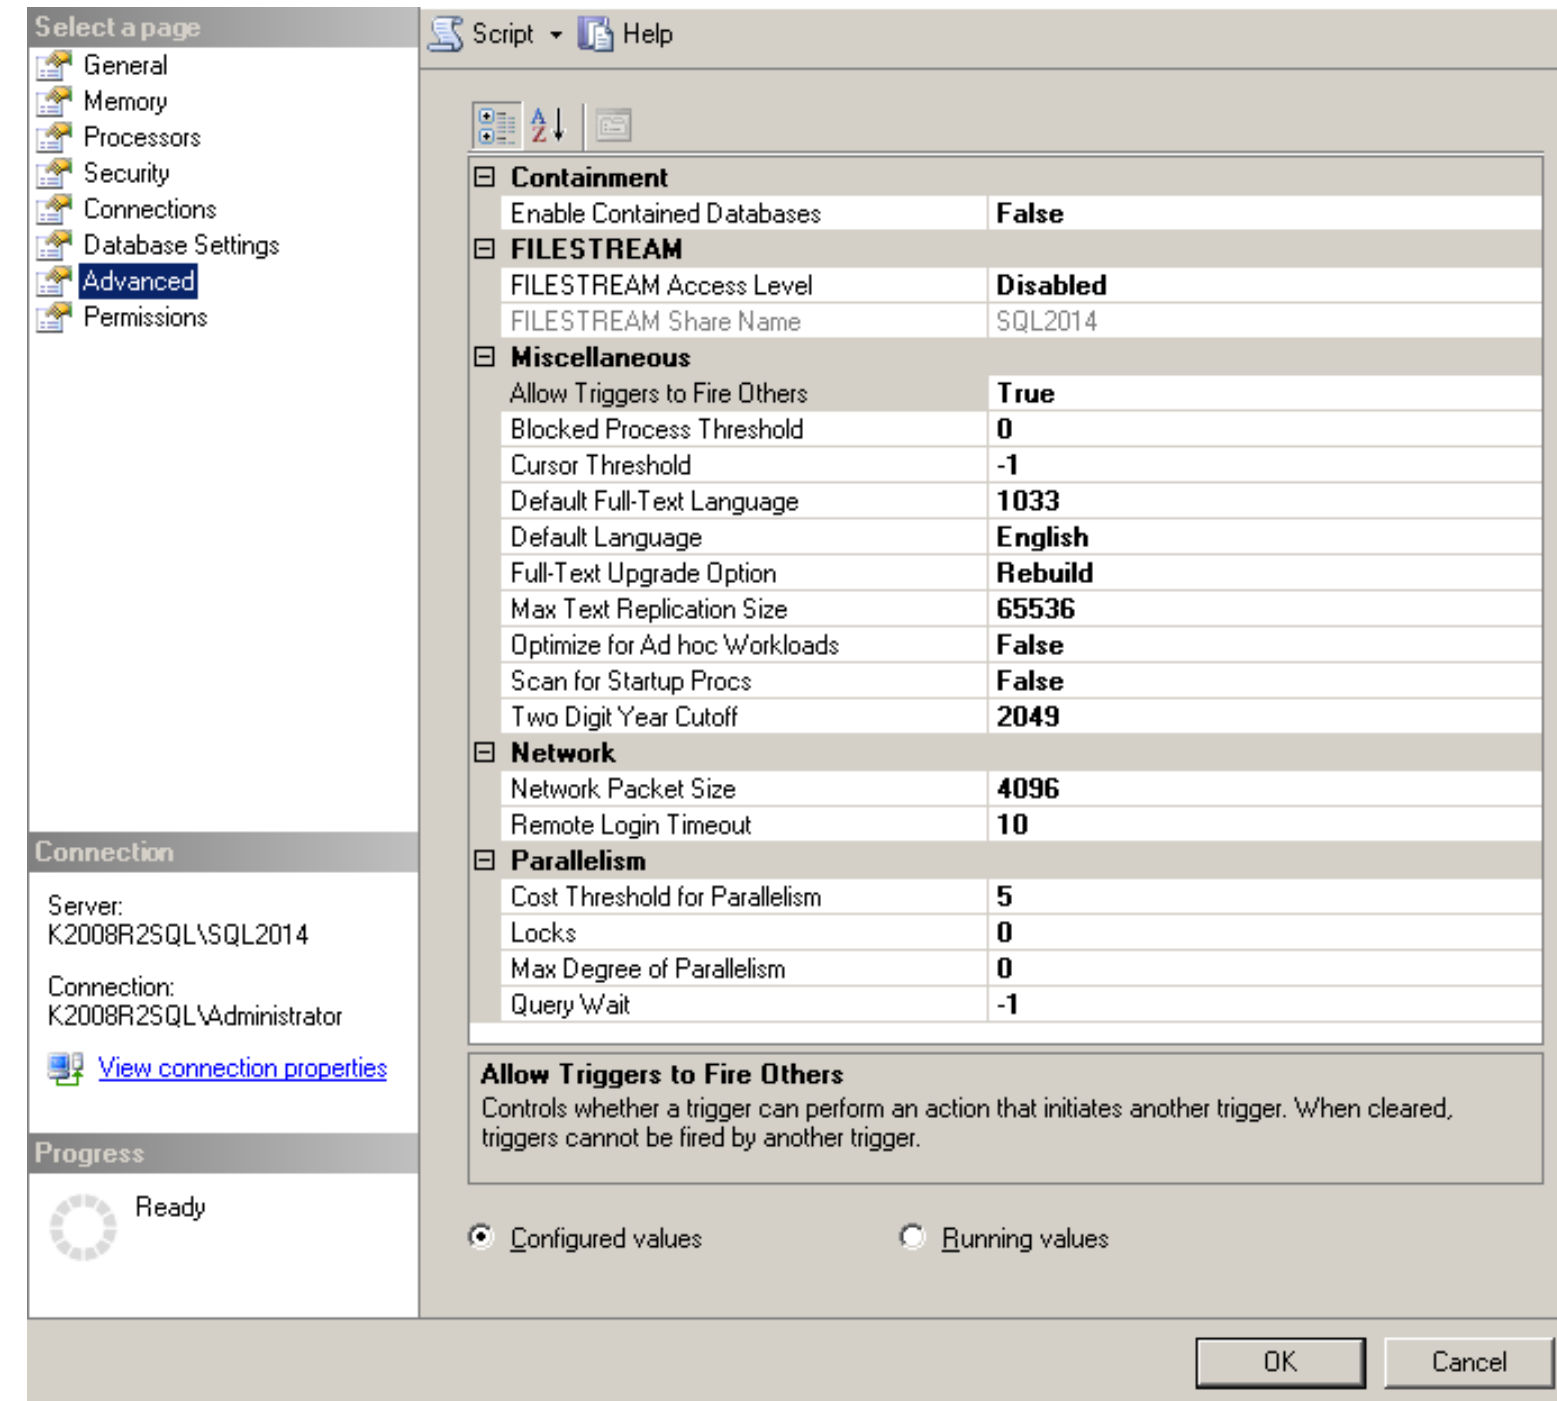 Select a page
General
Memory
Processors
Security
Connections
Database Settings
Advanced
Permissions
Connection
Server:
K2008R2SQL\SQL2014
Connection:
K2008R2SQL\Administrator
View connection properties
Progress
Ready
Script Help
Containment
Enable Contained Databases False
FILESTREAM
FILESTREAM Access Level Disabled
FILESTREAM Share Name SQL2014
Miscellaneous
Allow Triggers to Fire Others True
Blocked Process Threshold 0
Cursor Threshold -1
Default Full-Text Language 1033
Default Language English
Full-Text Upgrade Option Rebuild
Max Text Replication Size 65536
Optimize for Ad hoc Workloads False
Scan for Startup Procs False
Two Digit Year Cutoff 2049
Network
Network Packet Size 4096
Remote Login Timeout 10
Parallelism
Cost Threshold for Parallelism 5
Locks 0
Max Degree of Parallelism 0
Query Wait -1
Allow Triggers to Fire Others
Controls whether a trigger can perform an action that initiates another trigger. When cleared,
triggers cannot be fired by another trigger.
Configured values Running values
OK Cancel